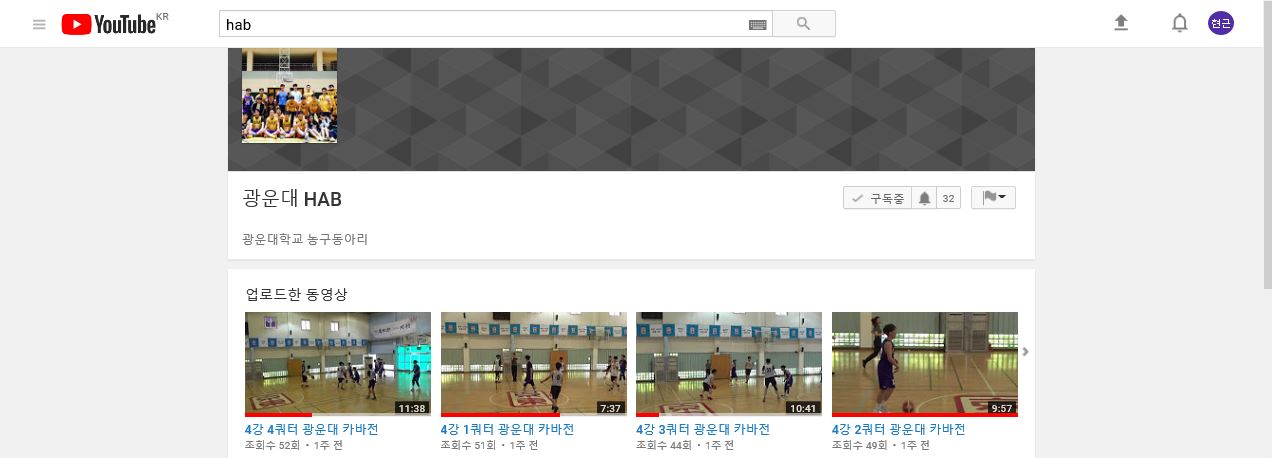 YouTube KR
hab
현근
광운대 HAB
구독중
32
광운대학교 농구동아리
업로드한 동영상
11:38
7:37
10:41
9:57
4강 4쿼터 광운대 카바전
4강 1쿼터 광운대 카바전
4강 3쿼터 광운대 카바전
4강 2쿼터 광운대 카바전
조회수 52회 • 1주 전
조회수 51회 • 1주 전
조회수 44회 • 1주 전
조회수 49회 • 1주 전